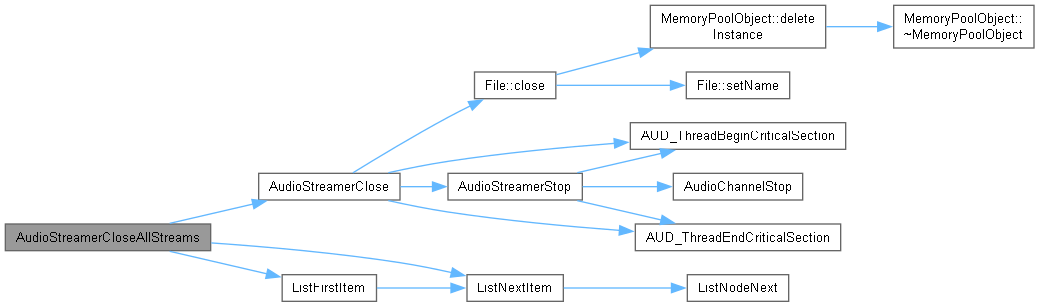 MemoryPoolObject::delete
Instance
MemoryPoolObject::
~MemoryPoolObject
File::close
File::setName
AUD_ThreadBeginCriticalSection
AudioStreamerClose
AudioStreamerStop
AudioChannelStop
AudioStreamerCloseAllStreams
AUD_ThreadEndCriticalSection
ListFirstItem
ListNextItem
ListNodeNext